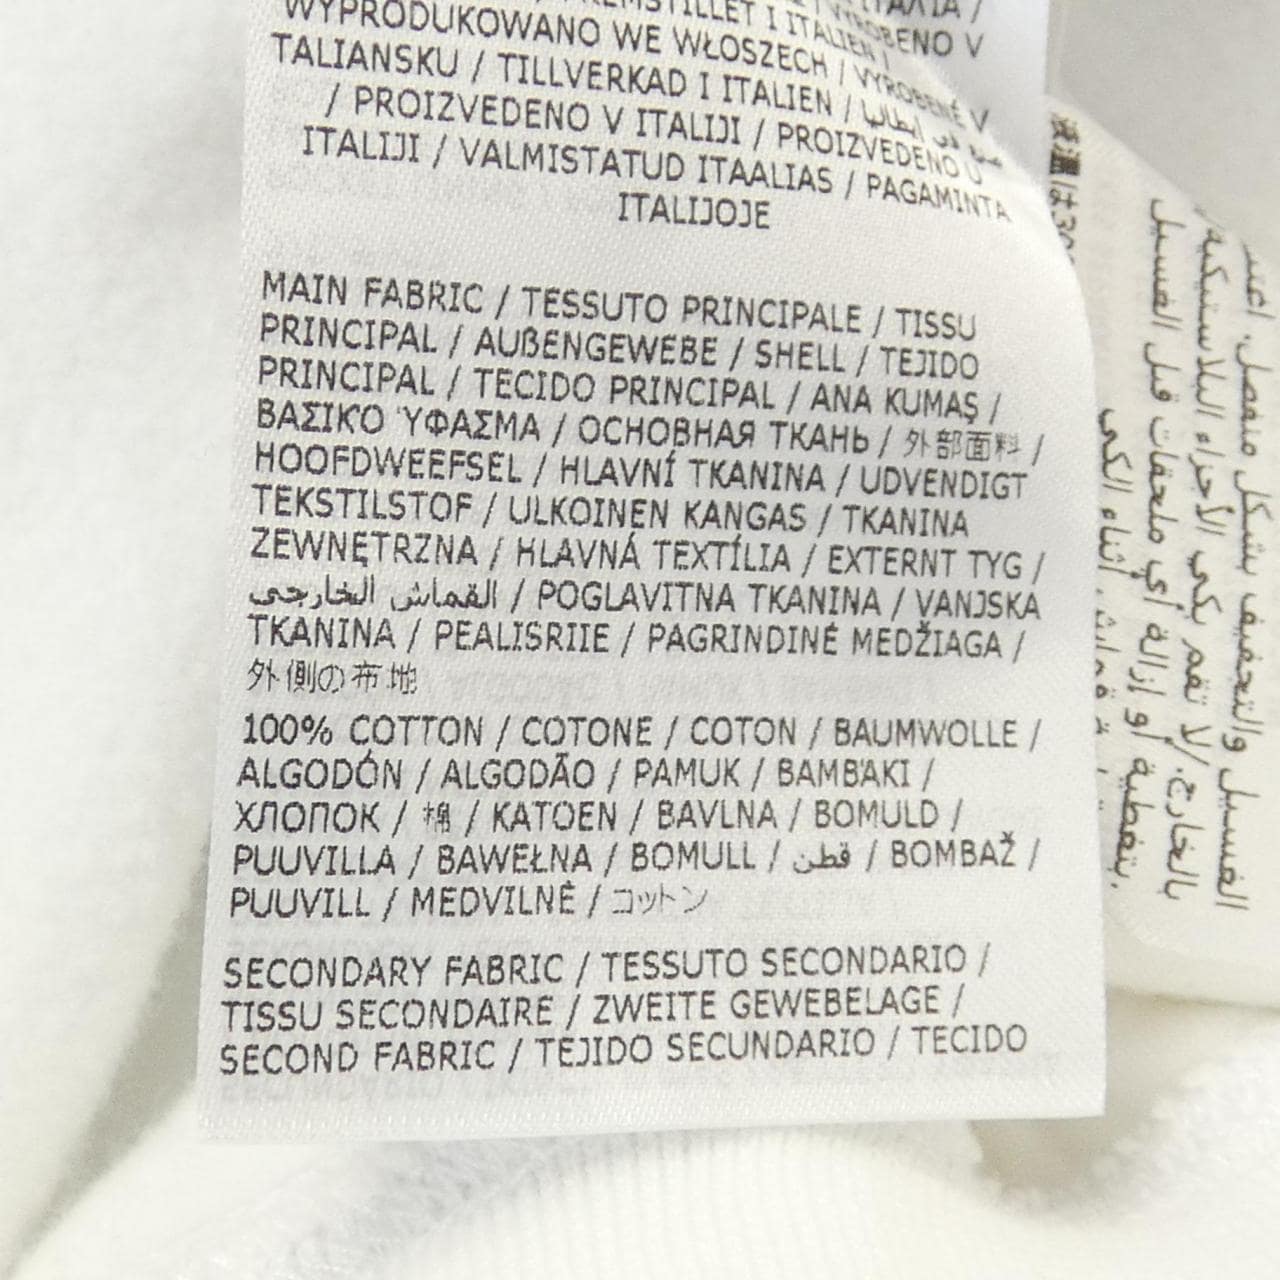 WYPRODUKOWANO WE WŁOSZECH / VYROBENÉ V
TALIANSKU / TILLVERKAD I ITALIEN / صنع في إيطاليا
/ PROIZVEDENO V ITALIJI / PROIZVEDENO U
ITALIJI / VALMISTATUD ITAALIAS / PAGAMINTA
ITALIJOJE
MAIN FABRIC / TESSUTO PRINCIPALE / TISSU
PRINCIPAL / AUßENGEWEBE / SHELL / TEJIDO
PRINCIPAL / TECIDO PRINCIPAL / ANA KUMAŞ /
ΒΑΣΙΚΌ ΎΦΑΣΜΑ / ОСНОВНАЯ ТКАНЬ / 外部面料 /
HOOFDWEEFSEL / HLAVNÍ TKANINA / UDVENDIGT
TEKSTILSTOF / ULKOINEN KANGAS / TKANINA
ZEWNĘTRZNA / HLAVNÁ TEXTÍLIA / EXTERNT TYG /
القماش الخارجي / POGLAVITNA TKANINA / VANJSKA
TKANINA / PEALISRIIE / PAGRINDINĖ MEDŽIAGA /
外側の布地
100% COTTON / COTONE / COTON / BAUMWOLLE /
ALGODÓN / ALGODÃO / PAMUK / ΒΑΜΒΆΚΙ /
ХЛОПОК / 棉 / KATOEN / BAVLNA / BOMULD /
PUUVILLA / BAWEŁNA / BOMULL / قطن / BOMBAŽ /
PUUVILL / MEDVILNĖ / コットン
SECONDARY FABRIC / TESSUTO SECONDARIO /
TISSU SECONDAIRE / ZWEITE GEWEBELAGE /
SECOND FABRIC / TEJIDO SECUNDARIO / TECIDO